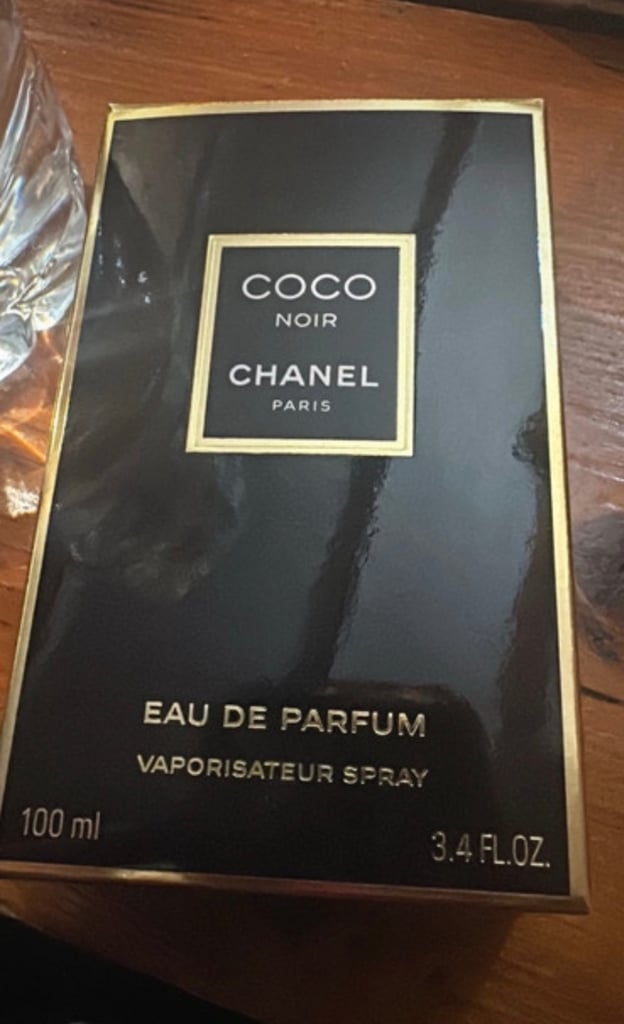 COCO
NOIR
CHANEL
PARIS
EAU DE PARFUM
VAPORISATEUR SPRAY
100 ml
3.4 FL.OZ.